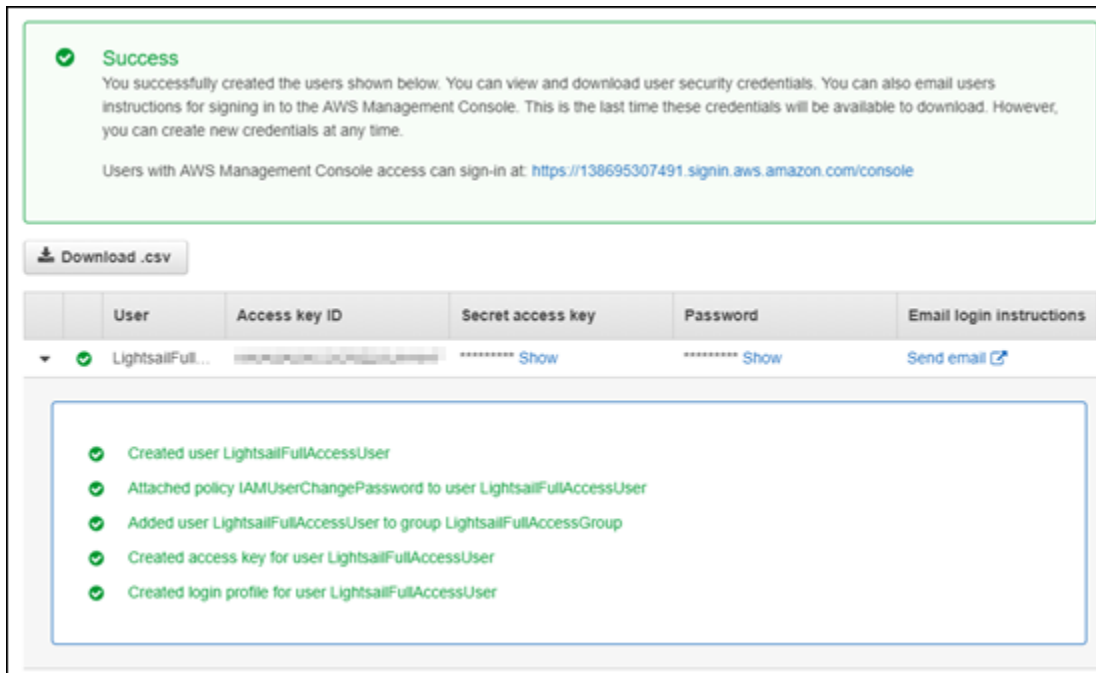 Success
You successfully created the users shown below. You can view and download user security credentials. You can also email users
instructions for signing in to the AWS Management Console. This is the last time these credentials will be available to download. However,
you can create new credentials at any time.
Users with AWS Management Console access can sign-in at: https://138695307491.signin.aws.amazon.com/console
Download .csv
User Access key ID Secret access key Password Email login instructions
LightsailFull... ********* Show ********* Show Send email
Created user LightsailFullAccessUser
Attached policy IAMUserChangePassword to user LightsailFullAccessUser
Added user LightsailFullAccessUser to group LightsailFullAccessGroup
Created access key for user LightsailFullAccessUser
Created login profile for user LightsailFullAccessUser